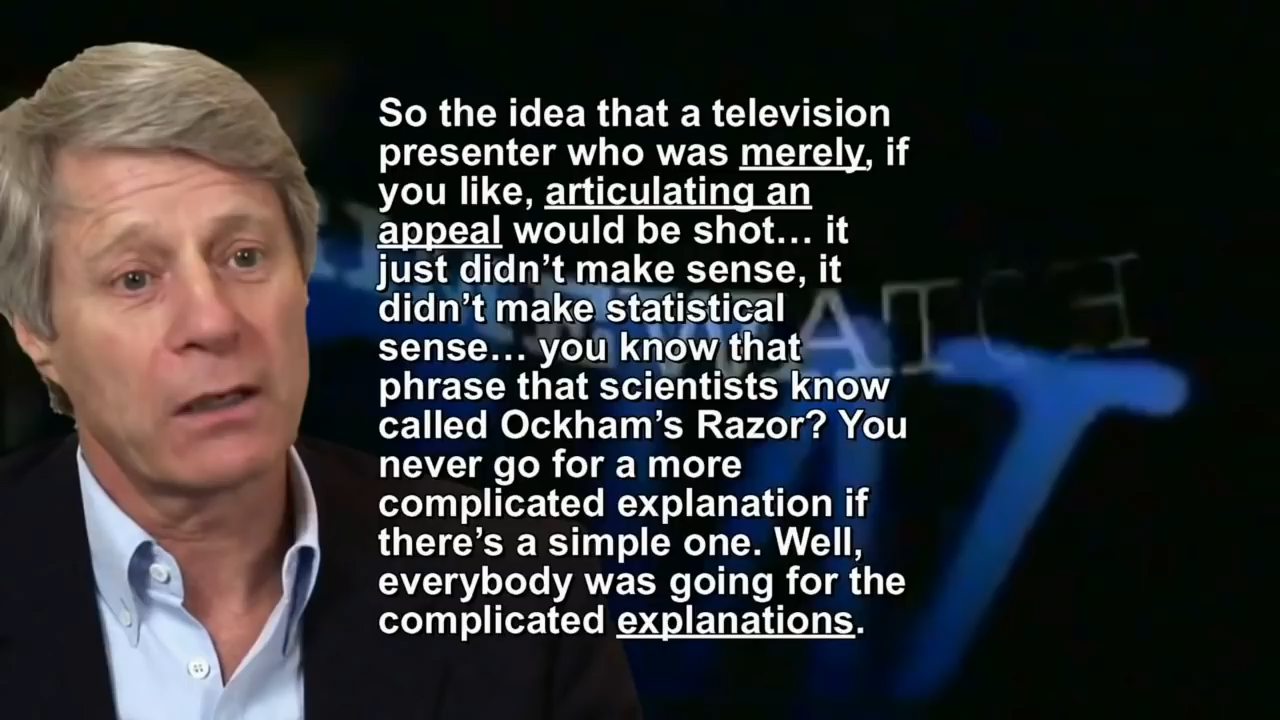 So the idea that a television
presenter who was merely, if
you like, articulating an
appeal would be shot… it
just didn’t make sense, it
didn’t make statistical
sense… you know that
phrase that scientists know
called Ockham’s Razor? You
never go for a more
complicated explanation if
there’s a simple one. Well,
everybody was going for the
complicated explanations.